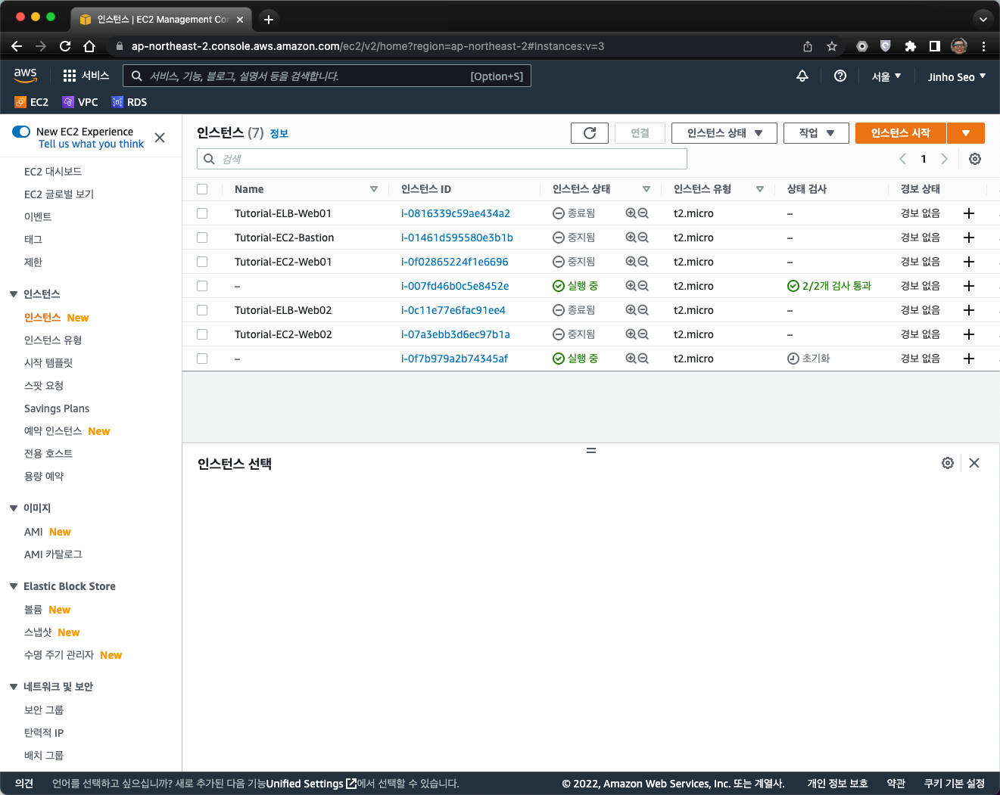 인스턴스 | EC2 Management Cor
ap-northeast-2.console.aws.amazon.com/ec2/v2/home?region=ap-northeast-2#Instances:v=3
aws
서비스
서비스, 기능, 블로그, 설명서 등을 검색합니다.
[Option+S]
서울
Jinho Seo
EC2
VPC
RDS
New EC2 Experience
Tell us what you think
EC2 대시보드
EC2 글로벌 보기
이벤트
태그
제한
인스턴스
인스턴스 New
인스턴스 유형
시작 템플릿
스팟 요청
Savings Plans
예약 인스턴스 New
전용 호스트
용량 예약
이미지
AMI New
AMI 카탈로그
Elastic Block Store
볼륨 New
스냅샷 New
수명 주기 관리자 New
네트워크 및 보안
보안 그룹
탄력적 IP
배치 그룹
인스턴스 (7) 정보
연결
인스턴스 상태
작업
인스턴스 시작
검색
1
Name 인스턴스 ID 인스턴스 상태 인스턴스 유형 상태 검사 경보 상태
Tutorial-ELB-Web01 i-0816339c59ae434a2 종료됨 t2.micro – 경보 없음
Tutorial-EC2-Bastion i-01461d595580e3b1b 중지됨 t2.micro – 경보 없음
Tutorial-EC2-Web01 i-0f02865224f1e6696 중지됨 t2.micro – 경보 없음
– i-007fd46b0c5e8452e 실행 중 t2.micro 2/2개 검사 통과 경보 없음
Tutorial-ELB-Web02 i-0c11e77e6fac91ee4 종료됨 t2.micro – 경보 없음
Tutorial-EC2-Web02 i-07a3ebb3d6ec97b1a 중지됨 t2.micro – 경보 없음
– i-0f7b979a2b74345af 실행 중 t2.micro 초기화 경보 없음
인스턴스 선택
의견
언어를 선택하고 싶으십니까? 새로 추가된 다음 기능Unified Settings에서 선택할 수 있습니다.
© 2022, Amazon Web Services, Inc. 또는 계열사.
개인 정보 보호
약관
쿠키 기본 설정